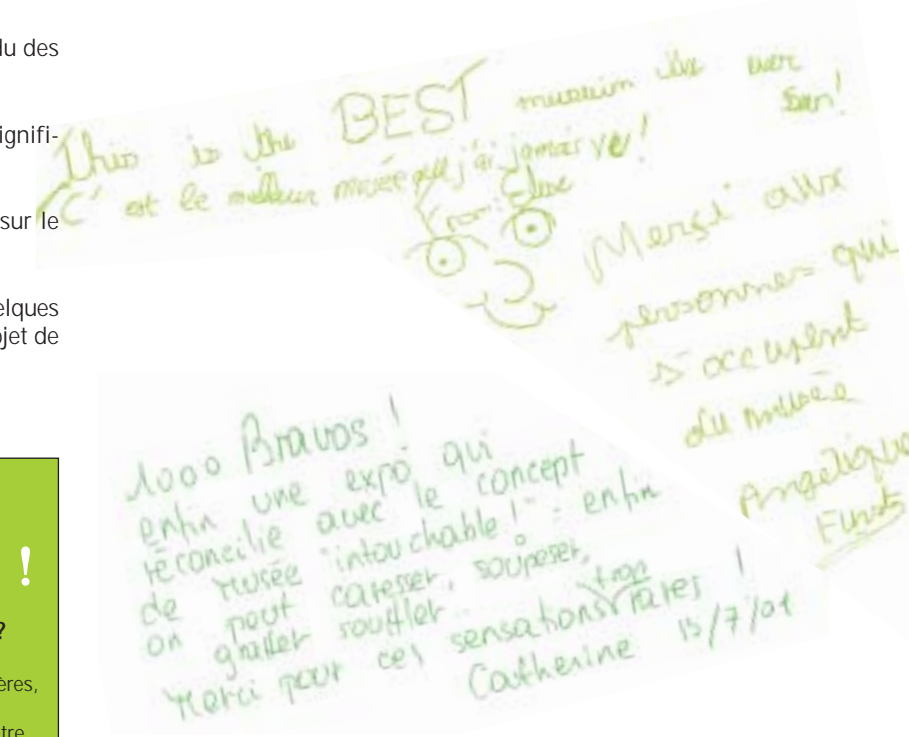 du des
ignifi-
sur le
elques
jet de
!
?
ères,
tre
This is the BEST museum I've ever
seen!
C'est le meilleur musée que j'ai jamais vu!
From: Elise
Merçi aux
personnes qui
s'occupent
du musée
Angelique
1000 Bravos !
enfin une expo qui
réconcilie avec le concept
de musée "intouchable!" : enfin
on peut caresser, soupeser,
gratter souffler..
Merci pour ces sensations trop rares !
Catherine 15/7/01